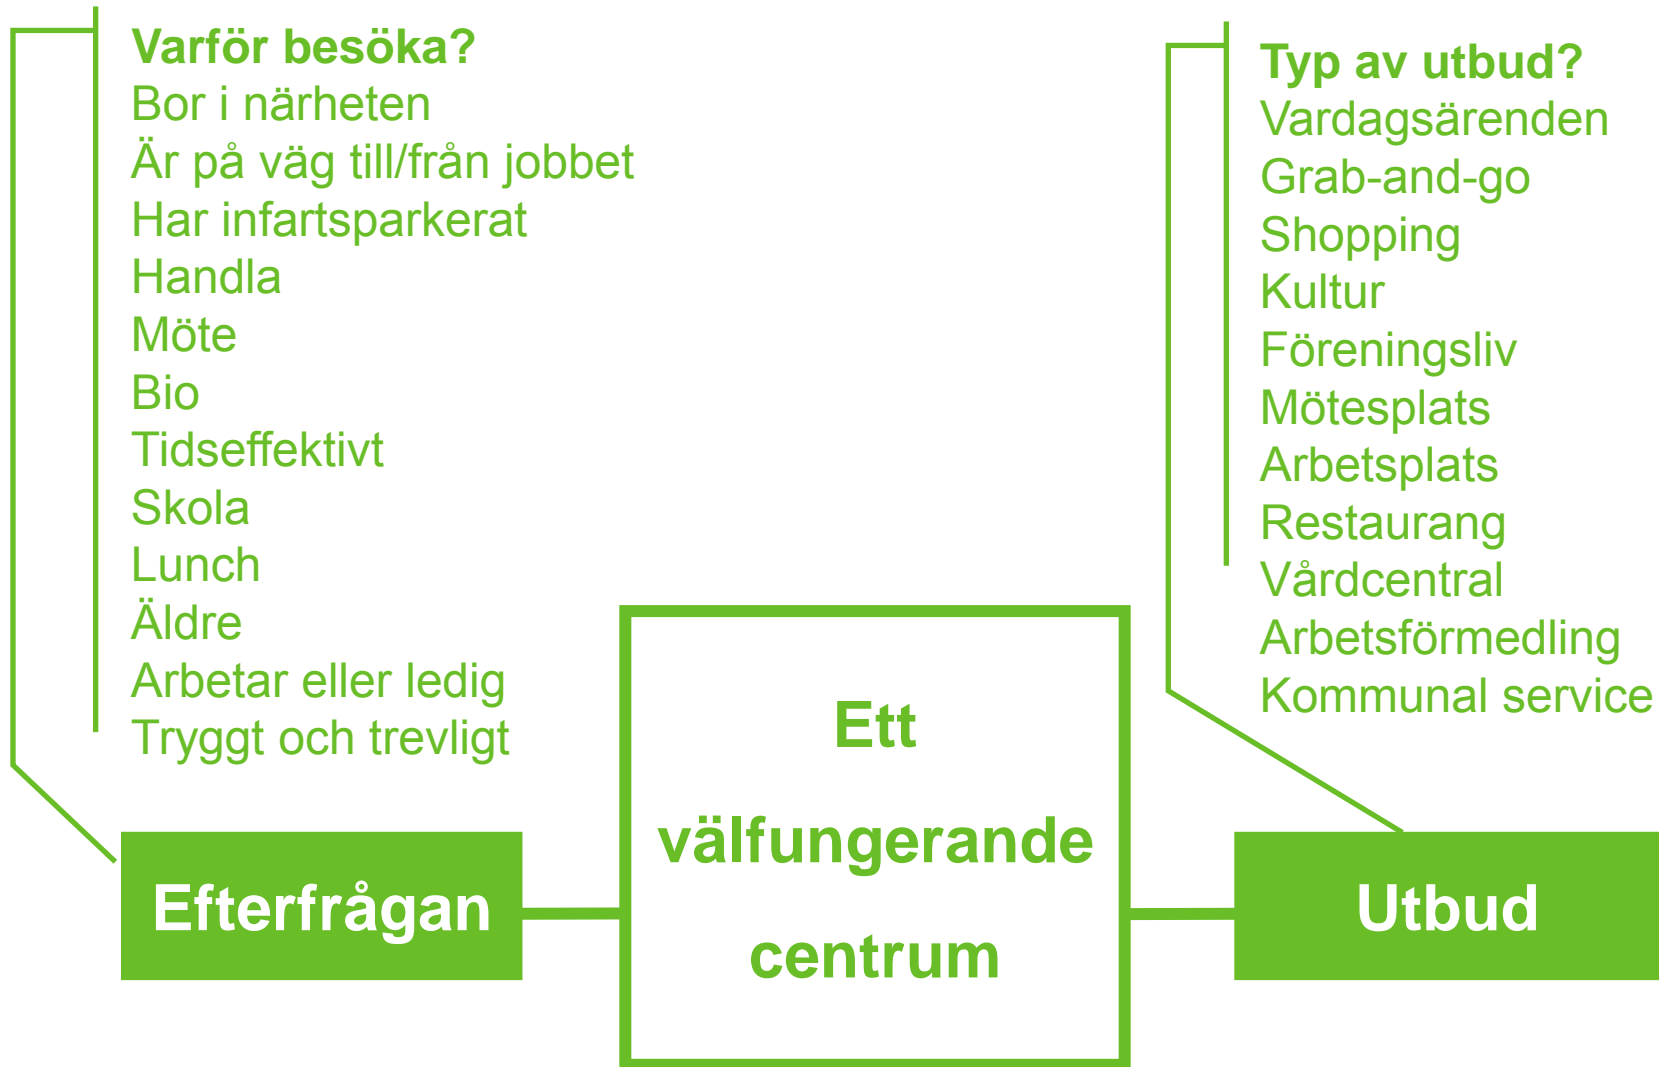 Varför besöka?
Bor i närheten
Är på väg till/från jobbet
Har infartsparkerat
Handla
Möte
Bio
Tidseffektivt
Skola
Lunch
Äldre
Arbetar eller ledig
Tryggt och trevligt
Efterfrågan
Ett
välfungerande
centrum
Typ av utbud?
Vardagsärenden
Grab-and-go
Shopping
Kultur
Föreningsliv
Mötesplats
Arbetsplats
Restaurang
Vårdcentral
Arbetsförmedling
Kommunal service
Utbud